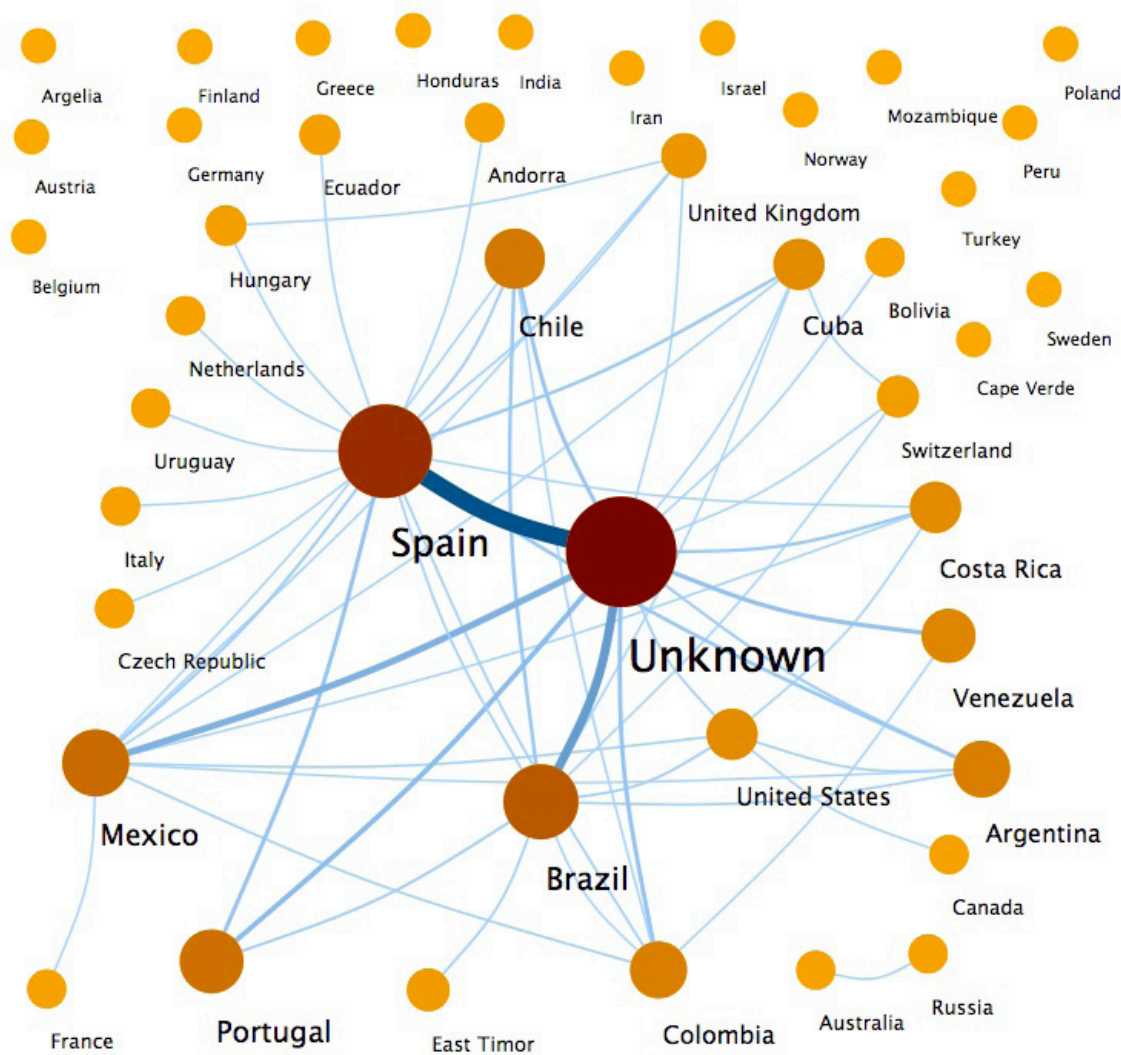 Argelia
Finland
Greece
Honduras
India
Iran
Israel
Mozambique
Poland
Austria
Germany
Ecuador
Andorra
Norway
Peru
United Kingdom
Turkey
Belgium
Hungary
Chile
Cuba
Bolivia
Sweden
Netherlands
Cape Verde
Uruguay
Switzerland
Spain
Italy
Costa Rica
Czech Republic
Unknown
Venezuela
Mexico
United States
Argentina
Brazil
Canada
France
Portugal
East Timor
Colombia
Australia
Russia